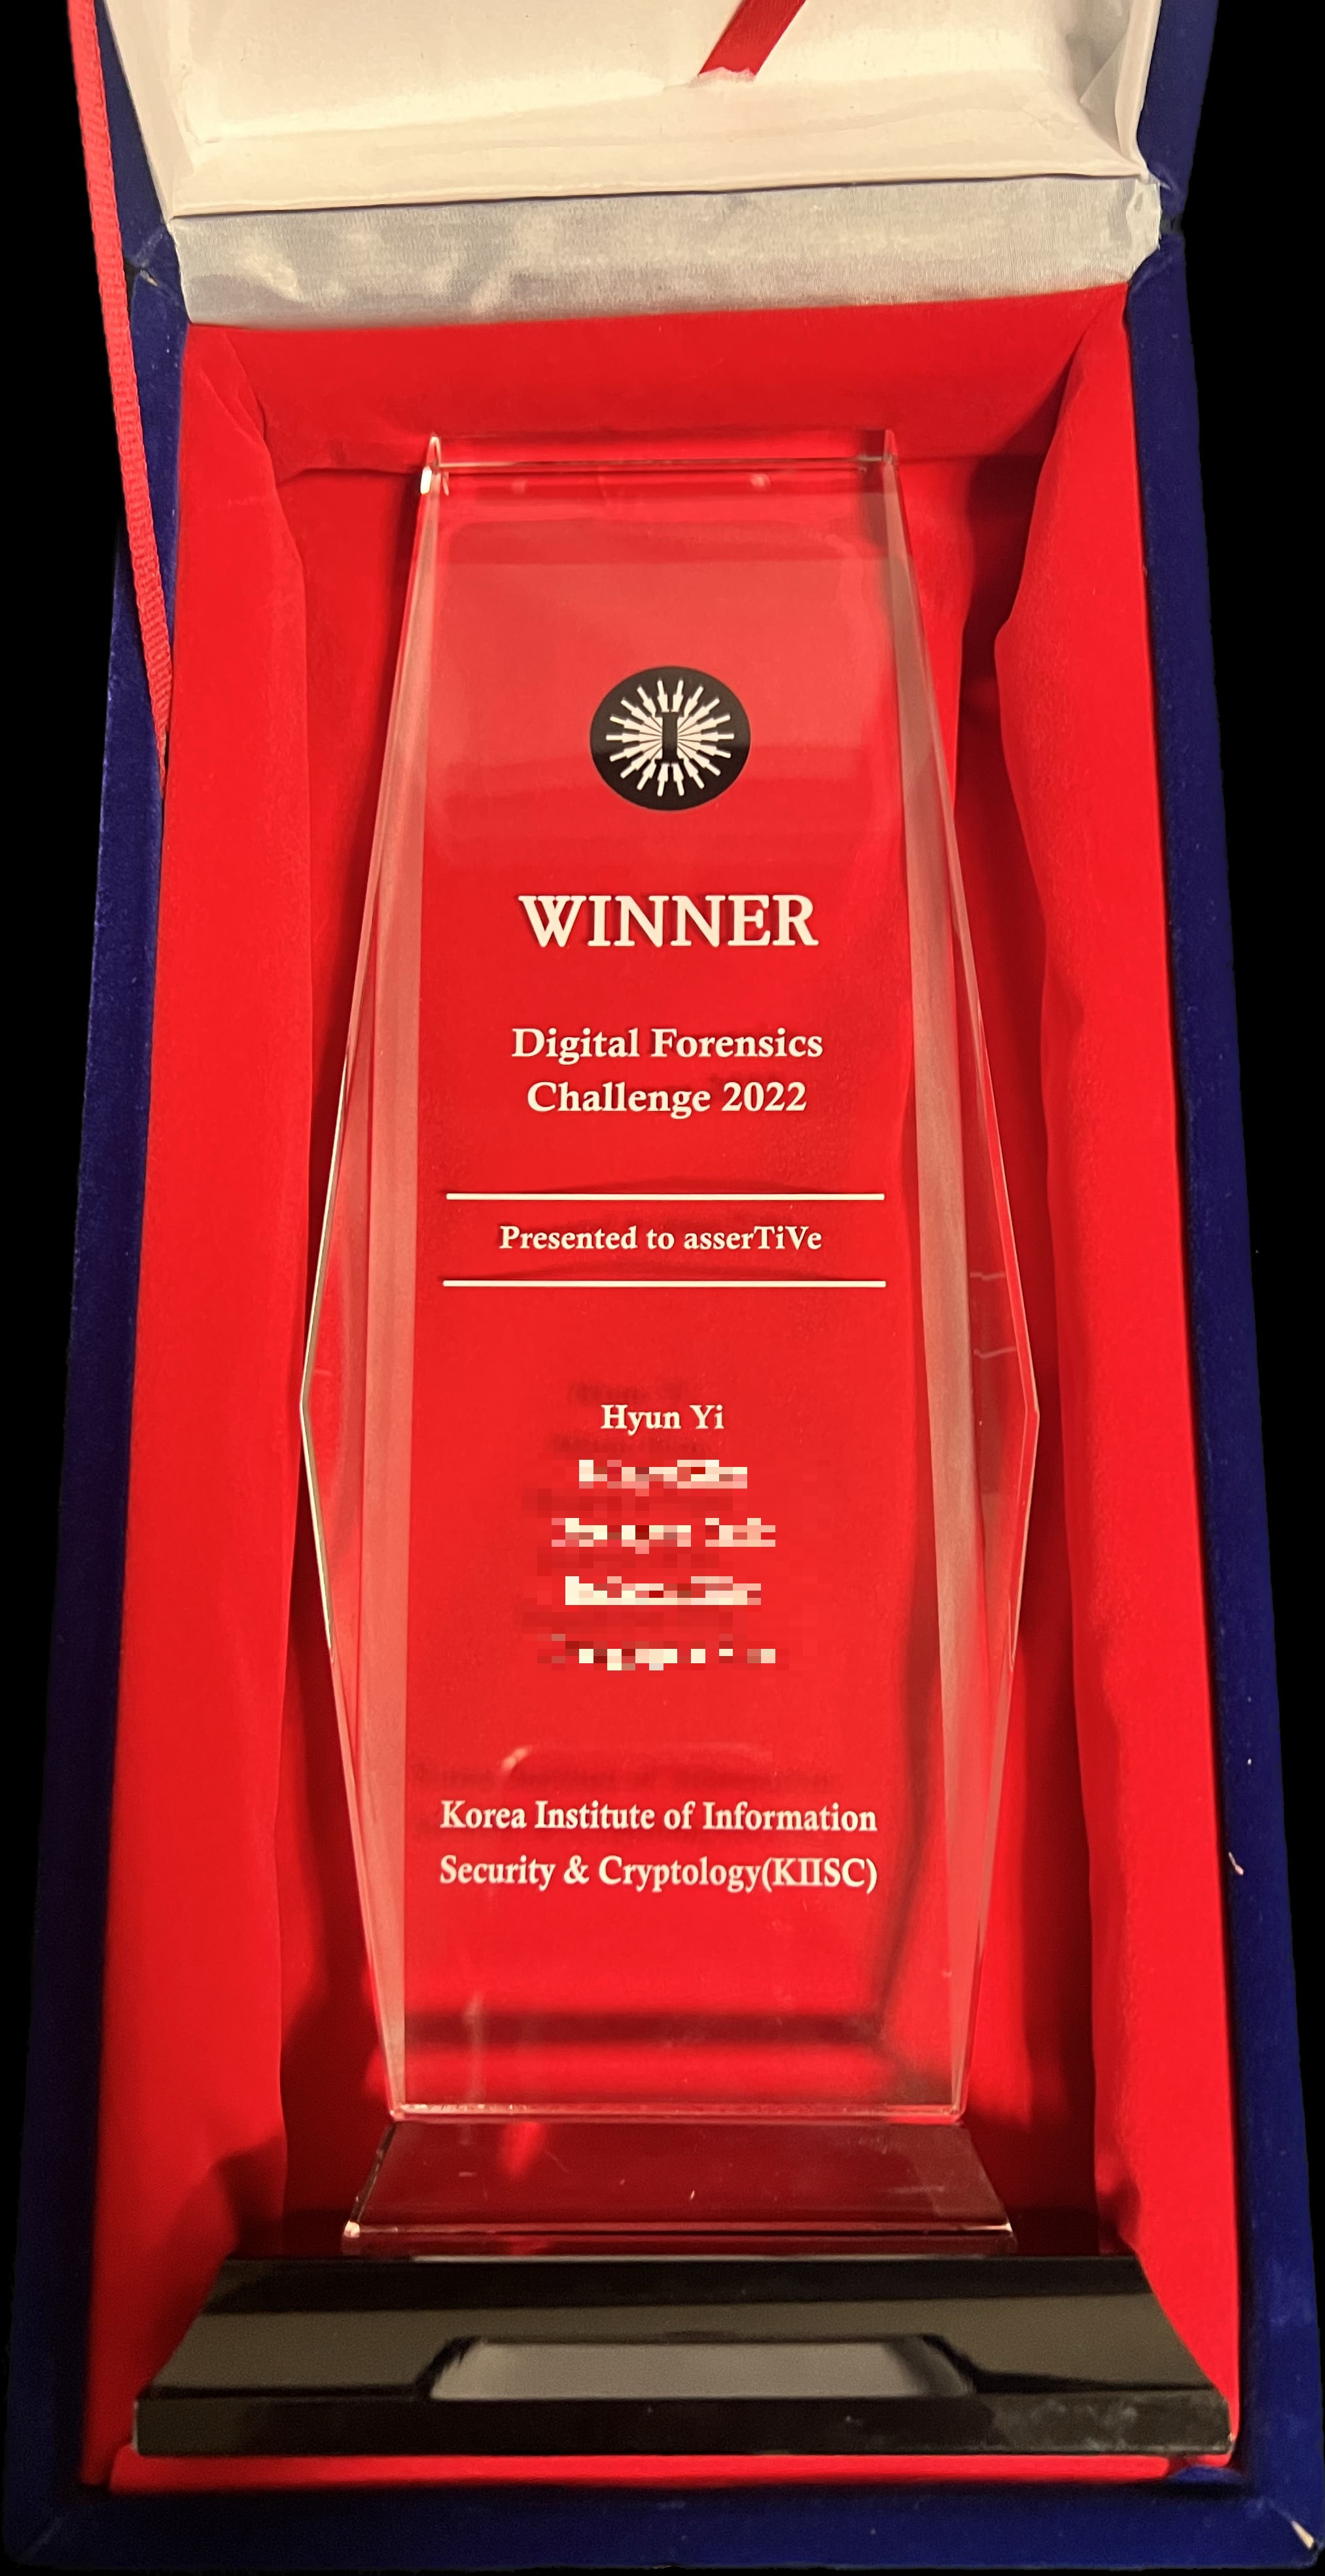 WINNER
Digital Forensics
Challenge 2022
Presented to asserTiVe
Hyun Yi
Korea Institute of Information
Security & Cryptology(KIISC)